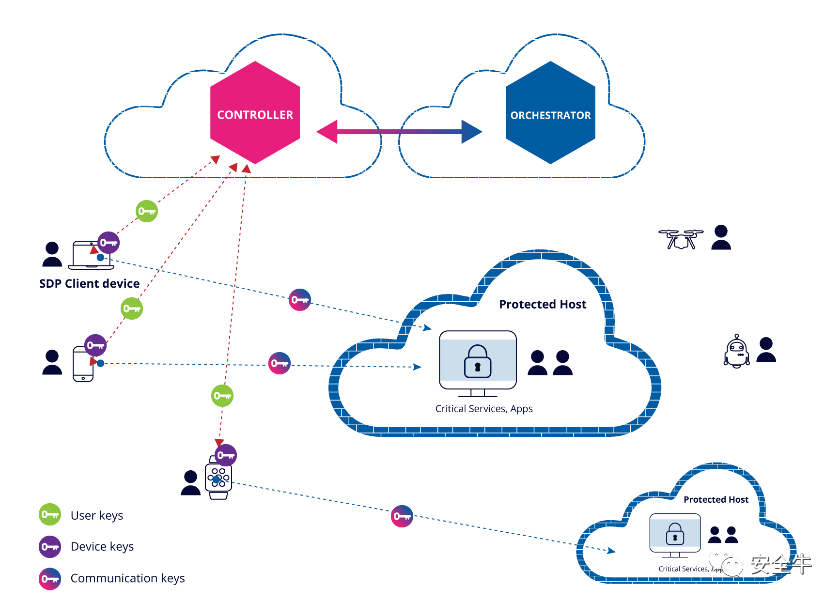 CONTROLLER
ORCHESTRATOR
SDP Client device
Protected Host
Critical Services, Apps
Protected Host
Critical Services,
User keys
Device keys
Communication keys
安全牛